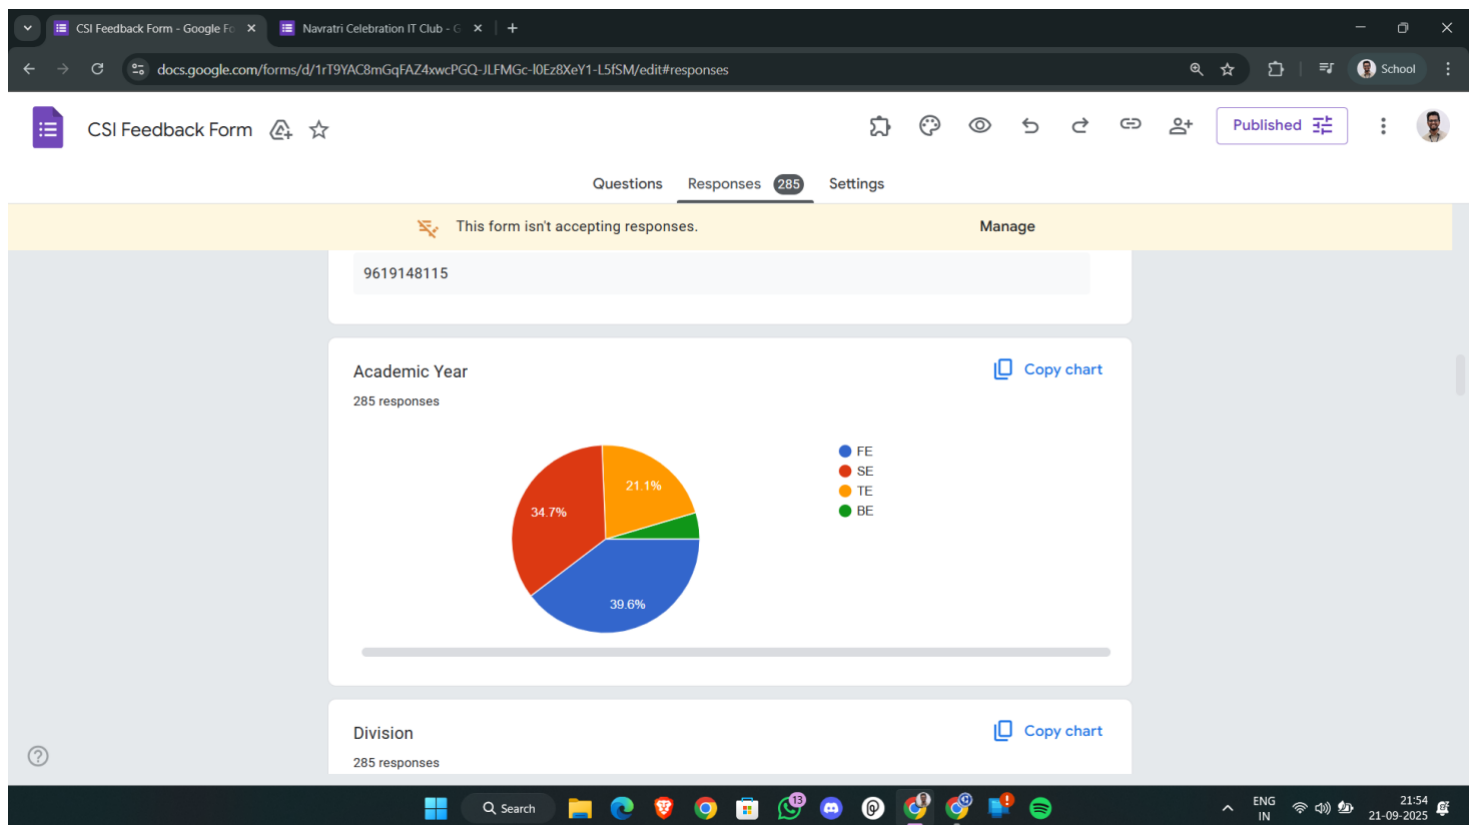 CSI Feedback Form - Google Fo
Navratri Celebration IT Club - G
docs.google.com/forms/d/1rT9YAC8mGqFAZ4xwcPGQ-JLFMGc-I0Ez8XeY1-L5fSM/edit#responses
School
CSI Feedback Form
Published
Questions
Responses 285
Settings
This form isn't accepting responses.
Manage
9619148115
Academic Year
Copy chart
285 responses
FE
SE
TE
BE
21.1%
34.7%
39.6%
Division
Copy chart
285 responses
Search
13
ENG
IN
21:54
21-09-2025